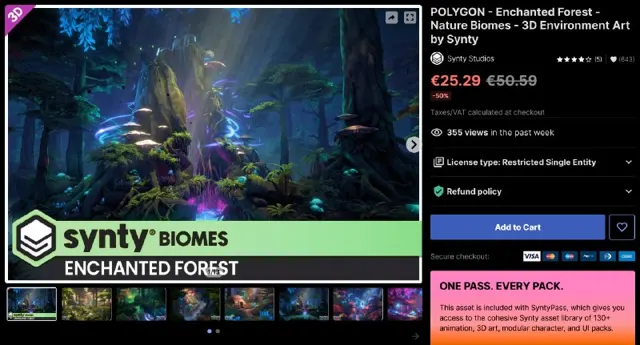 3D
synty® BIOMES
ENCHANTED FOREST
POLYGON - Enchanted Forest -
Nature Biomes - 3D Environment Art
by Synty
Synty Studios
(5) | (643)
€25.29 €50.59
-50%
Taxes/VAT calculated at checkout
355 views in the past week
License type: Restricted Single Entity
Refund policy
Add to Cart
Secure checkout:
VISA
ONE PASS. EVERY PACK.
This asset is included with SyntyPass, which gives you
access to the cohesive Synty asset library of 130+
animation, 3D art, modular character, and UI packs.